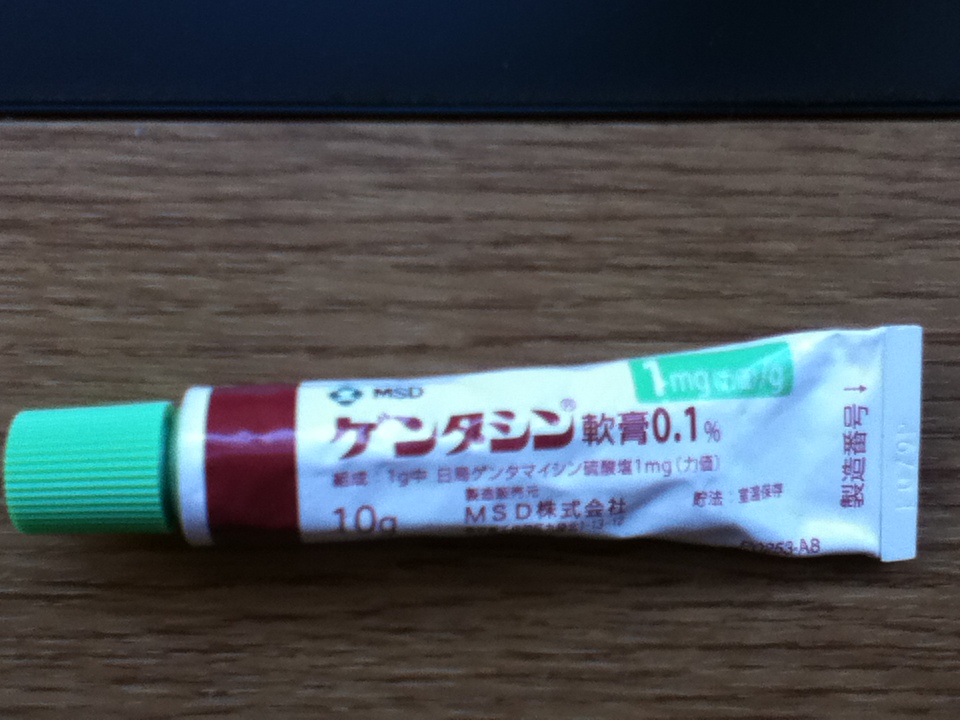 MSD
ゲンタシン® 軟膏0.1%
1mg(力価)/g
組成:1g中 日局ゲンタマイシン硫酸塩1mg(力価)
10g
製造販売元
MSD株式会社
貯法:室温保存
製造番号→